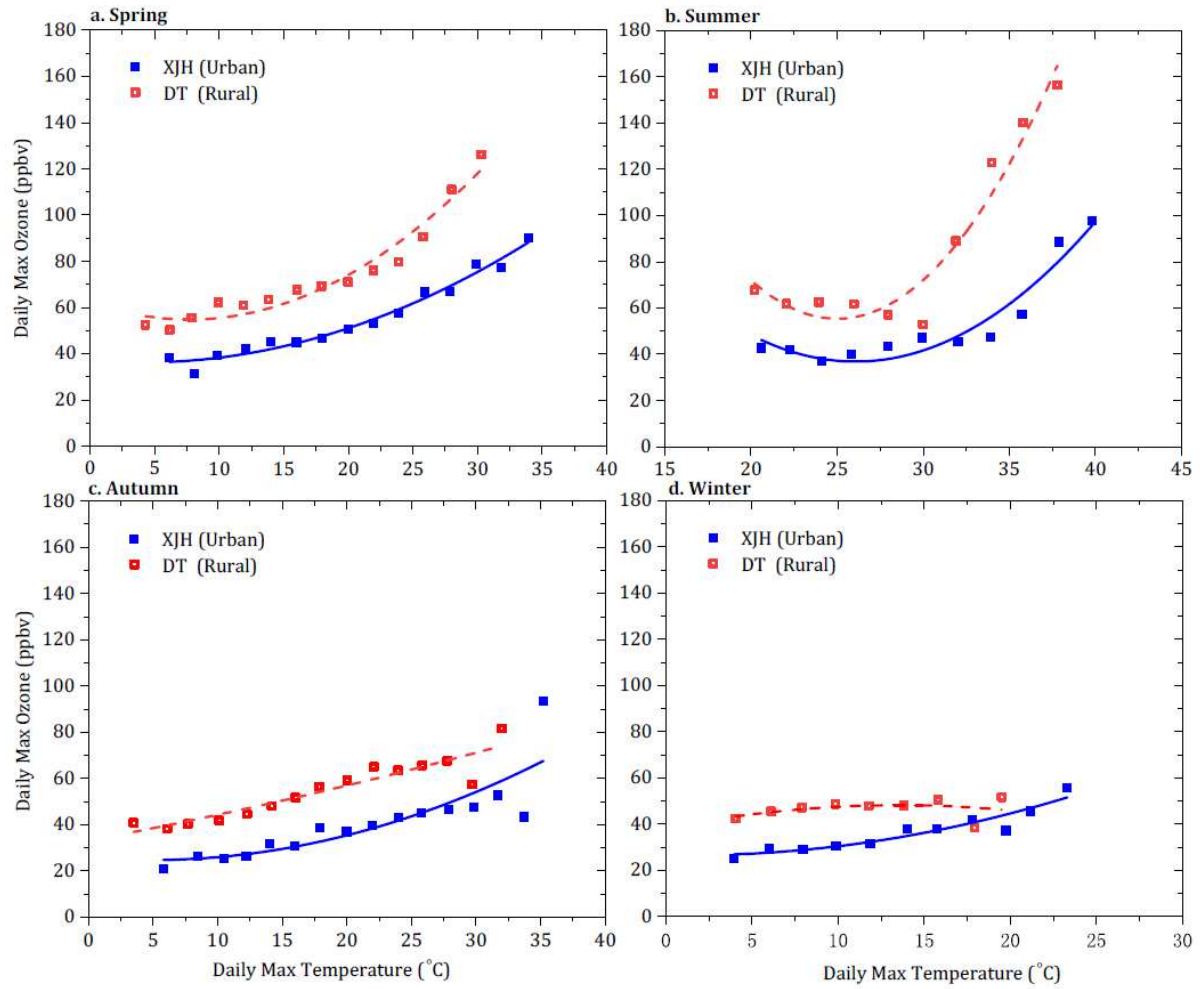 a. Spring
180
160
140
120
100
80
60
40
20
0
XJH (Urban)
DT (Rural)
Daily Max Ozone (ppbv)
0 5 10 15 20 25 30 35 40
b. Summer
180
160
140
120
100
80
60
40
20
0
XJH (Urban)
DT (Rural)
15 20 25 30 35 40 45
c. Autumn
180
160
140
120
100
80
60
40
20
0
XJH (Urban)
DT (Rural)
Daily Max Ozone (ppbv)
0 5 10 15 20 25 30 35 40
Daily Max Temperature (°C)
d. Winter
180
160
140
120
100
80
60
40
20
0
XJH (Urban)
DT (Rural)
0 5 10 15 20 25 30
Daily Max Temperature (°C)